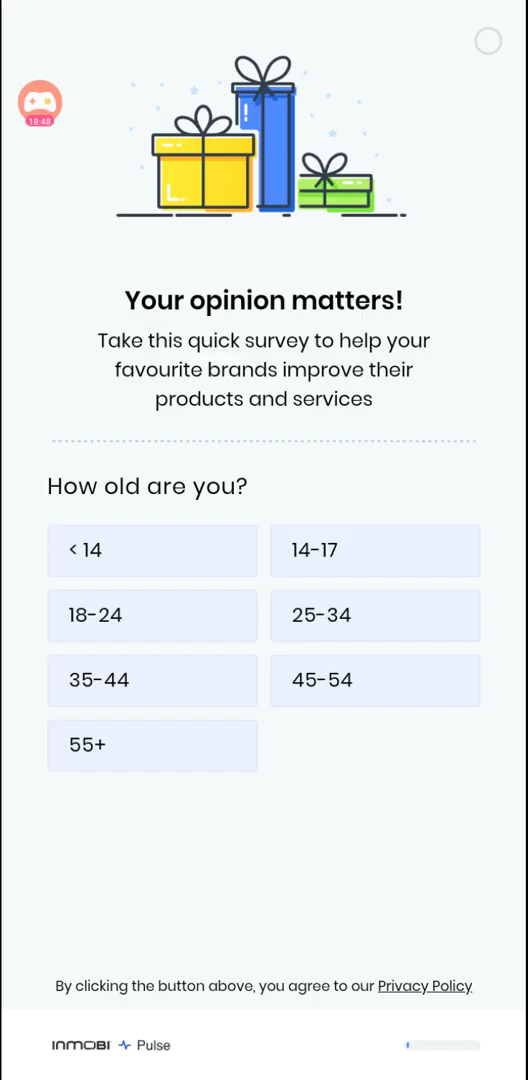 18:48
Your opinion matters!
Take this quick survey to help your
favourite brands improve their
products and services
How old are you?
< 14
14-17
18-24
25-34
35-44
45-54
55+
By clicking the button above, you agree to our Privacy Policy
INMOBI Pulse